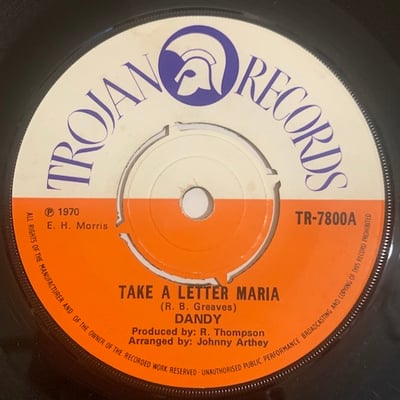 TROJAN RECORDS
℗ 1970
E. H. Morris
TR-7800A
TAKE A LETTER MARIA
(R. B. Greaves)
DANDY
Produced by: R. Thompson
Arranged by: Johnny Arthey
ALL RIGHTS OF THE MANUFACTURER AND OF THE OWNER OF THE RECORDED WORK RESERVED - UNAUTHORISED PUBLIC PERFORMANCE, BROADCASTING AND COPYING OF THIS RECORD PROHIBITED